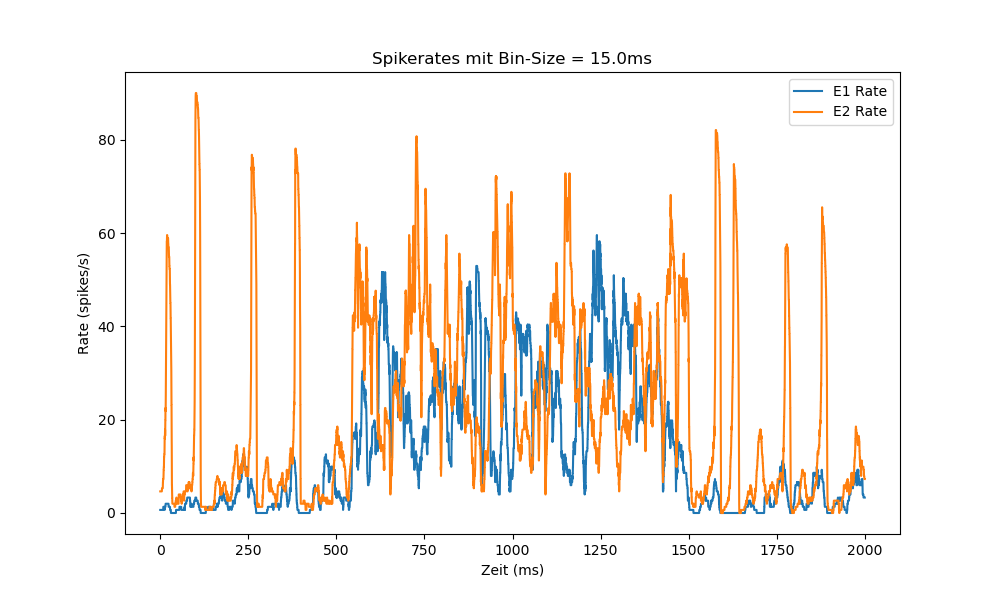 Spikerates mit Bin-Size = 15.0ms
E1 Rate
E2 Rate
Rate (spikes/s)
80
60
40
20
0
0 250 500 750 1000 1250 1500 1750 2000
Zeit (ms)